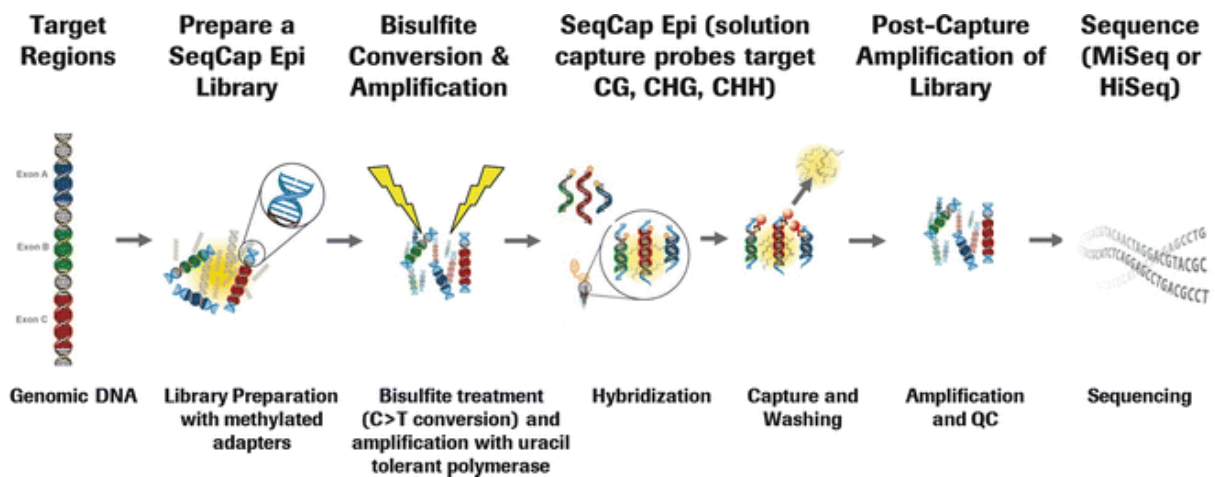 Target
Regions
Prepare a
SeqCap Epi
Library
Bisulfite
Conversion &
Amplification
SeqCap Epi (solution
capture probes target
CG, CHG, CHH)
Post-Capture
Amplification of
Library
Sequence
(MiSeq or
HiSeq)
Exon A
Exon B
Exon C
Genomic DNA
Library Preparation
with methylated
adapters
Bisulfite treatment
(C>T conversion) and
amplification with uracil
tolerant polymerase
Hybridization
Capture and
Washing
Amplification
and QC
Sequencing